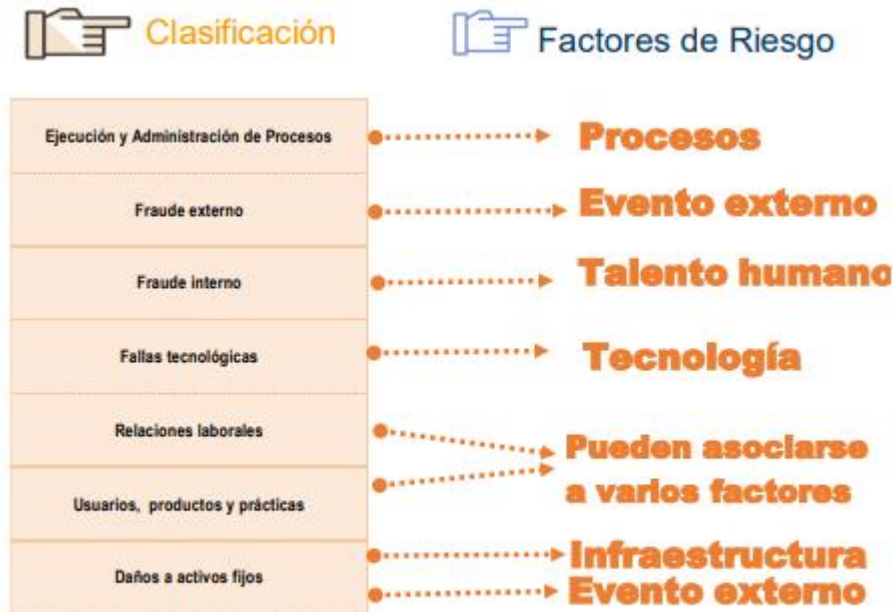 Clasificación
Factores de Riesgo
Ejecución y Administración de Procesos
Procesos
Fraude externo
Evento externo
Fraude interno
Talento humano
Fallas tecnológicas
Tecnología
Relaciones laborales
Pueden asociarse
a varios factores
Usuarios, productos y prácticas
Daños a activos fijos
Infraestructura
Evento externo